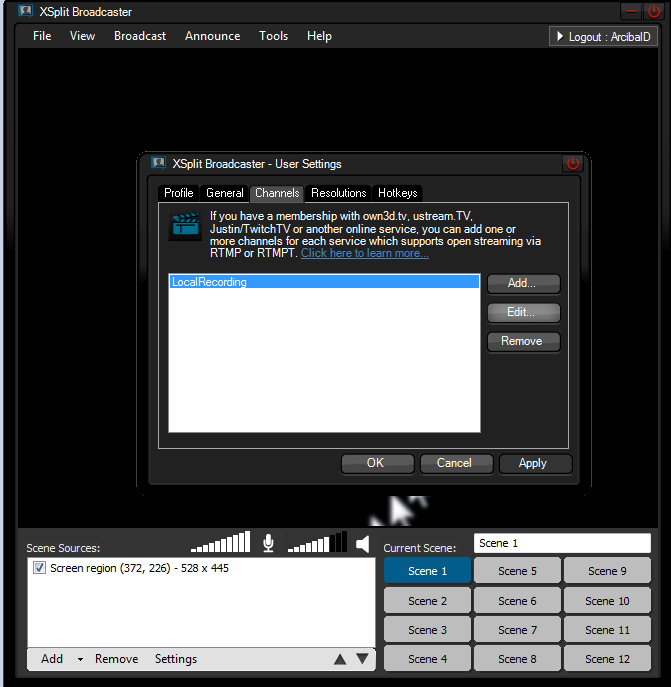 XSplit Broadcaster
File View Broadcast Announce Tools Help Logout : ArcibalD
XSplit Broadcaster - User Settings
Profile General Channels Resolutions Hotkeys
If you have a membership with own3d.tv, ustream.TV,
Justin/TwitchTV or another online service, you can add one or
more channels for each service which supports open streaming via
RTMP or RTMPT. Click here to learn more...
LocalRecording
Add...
Edit...
Remove
OK Cancel Apply
Scene Sources:
Screen region (372, 226) - 528 x 445
Add Remove Settings
Current Scene: Scene 1
Scene 1 Scene 5 Scene 9
Scene 2 Scene 6 Scene 10
Scene 3 Scene 7 Scene 11
Scene 4 Scene 8 Scene 12